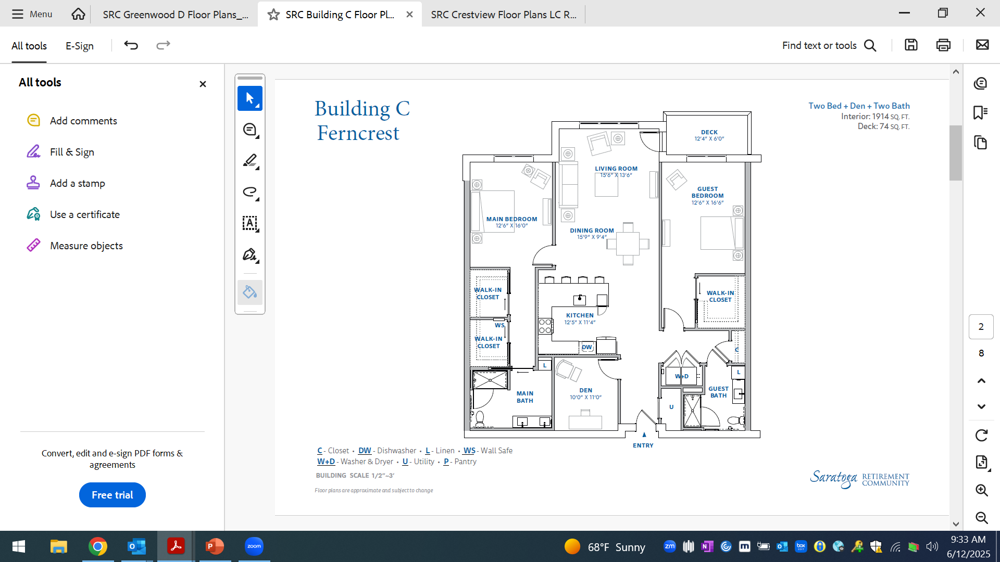 Menu
SRC Greenwood D Floor Plans_...
SRC Building C Floor Pl...
SRC Crestview Floor Plans LC R...
All tools
E-Sign
Find text or tools
All tools
Add comments
Fill & Sign
Add a stamp
Use a certificate
Measure objects
Convert, edit and e-sign PDF forms &
agreements
Free trial
A
Building C
Ferncrest
Two Bed + Den + Two Bath
Interior: 1914 SQ. FT.
Deck: 74 SQ. FT.
DECK
12'4" X 6'0"
LIVING ROOM
15'6" X 13'6"
GUEST
BEDROOM
12'6" X 16'6"
MAIN BEDROOM
12'6" X 16'0"
DINING ROOM
15'9" X 9'4"
WALK-IN
CLOSET
WALK-IN
CLOSET
KITCHEN
12'5" X 11'4"
WS
WALK-IN
CLOSET
DW
C
L
L
W+D
MAIN
BATH
DEN
10'0" X 11'0"
GUEST
BATH
U
ENTRY
C - Closet • DW - Dishwasher • L - Linen • WS - Wall Safe
W+D - Washer & Dryer • U - Utility • P - Pantry
BUILDING SCALE 1/2"~3'
Floor plans are approximate and subject to change
Saratoga RETIREMENT
COMMUNITY
2
8
P
zoom
68°F Sunny
zm
N
m
box
9:33 AM
6/12/2025